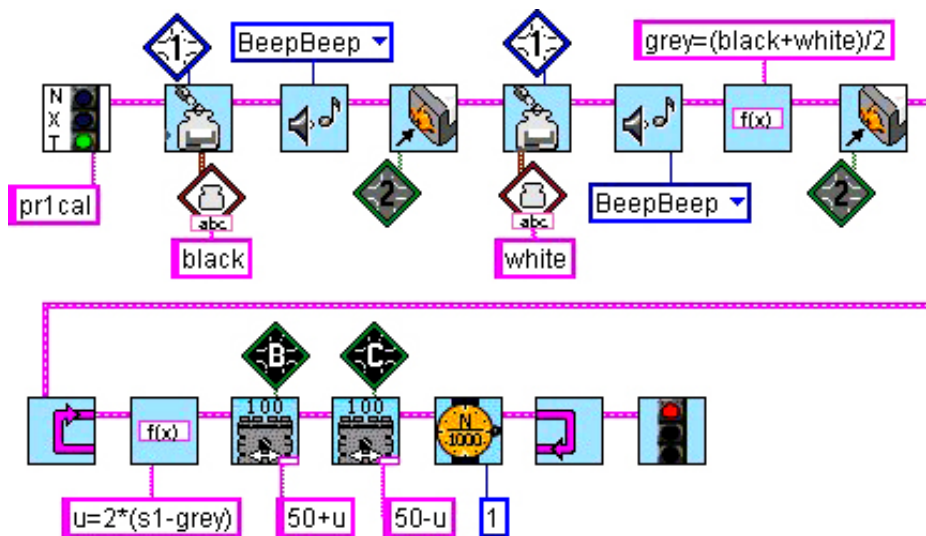 1
BeepBeep
1
grey=(black+white)/2
N
X
T
f(x)
pr1cal
abc
black
2
abc
white
BeepBeep
2
B
C
f(x)
100
100
N
1000
u=2*(s1-grey)
50+u
50-u
1